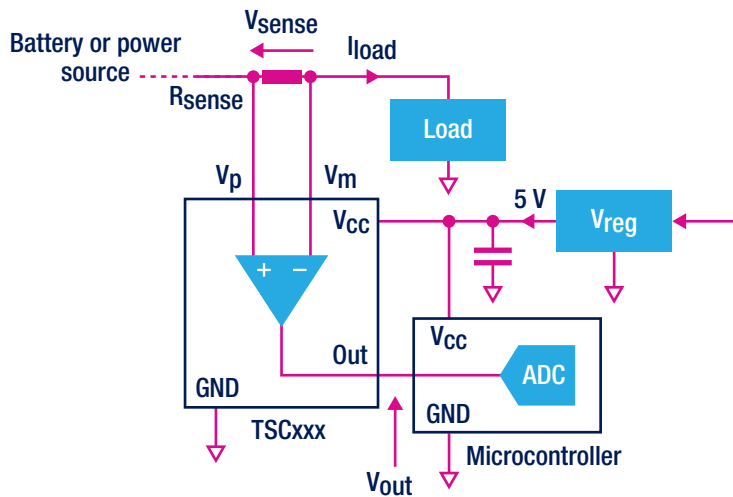 Vsense
Battery or power
source
Iload
Rsense
Load
Vp
Vm
Vcc
5 V
Vreg
+ −
Vcc
Out
ADC
GND
GND
TSCxxx
Microcontroller
Vout